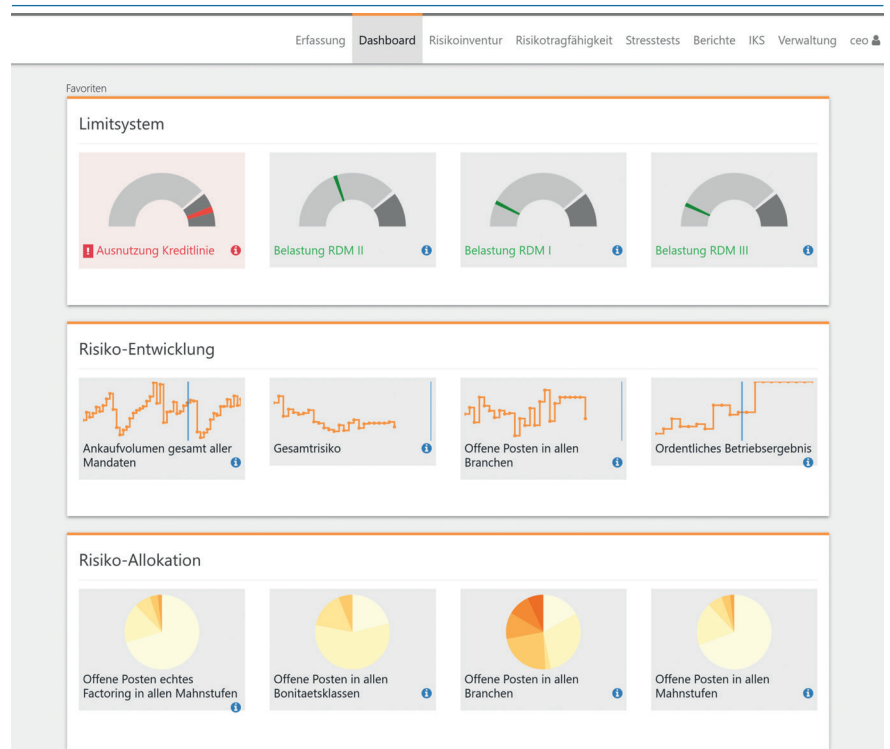 Erfassung Dashboard Risikoinventur Risikotragfähigkeit Stresstests Berichte IKS Verwaltung ceo
Favoriten
Limitsystem
! Ausnutzung Kreditlinie
Belastung RDM II
Belastung RDM I
Belastung RDM III
Risiko-Entwicklung
Ankaufvolumen gesamt aller
Mandaten
Gesamtrisiko
Offene Posten in allen
Branchen
Ordentliches Betriebsergebnis
Risiko-Allokation
Offene Posten echtes
Factoring in allen Mahnstufen
Offene Posten in allen
Bonitaetsklassen
Offene Posten in allen
Branchen
Offene Posten in allen
Mahnstufen